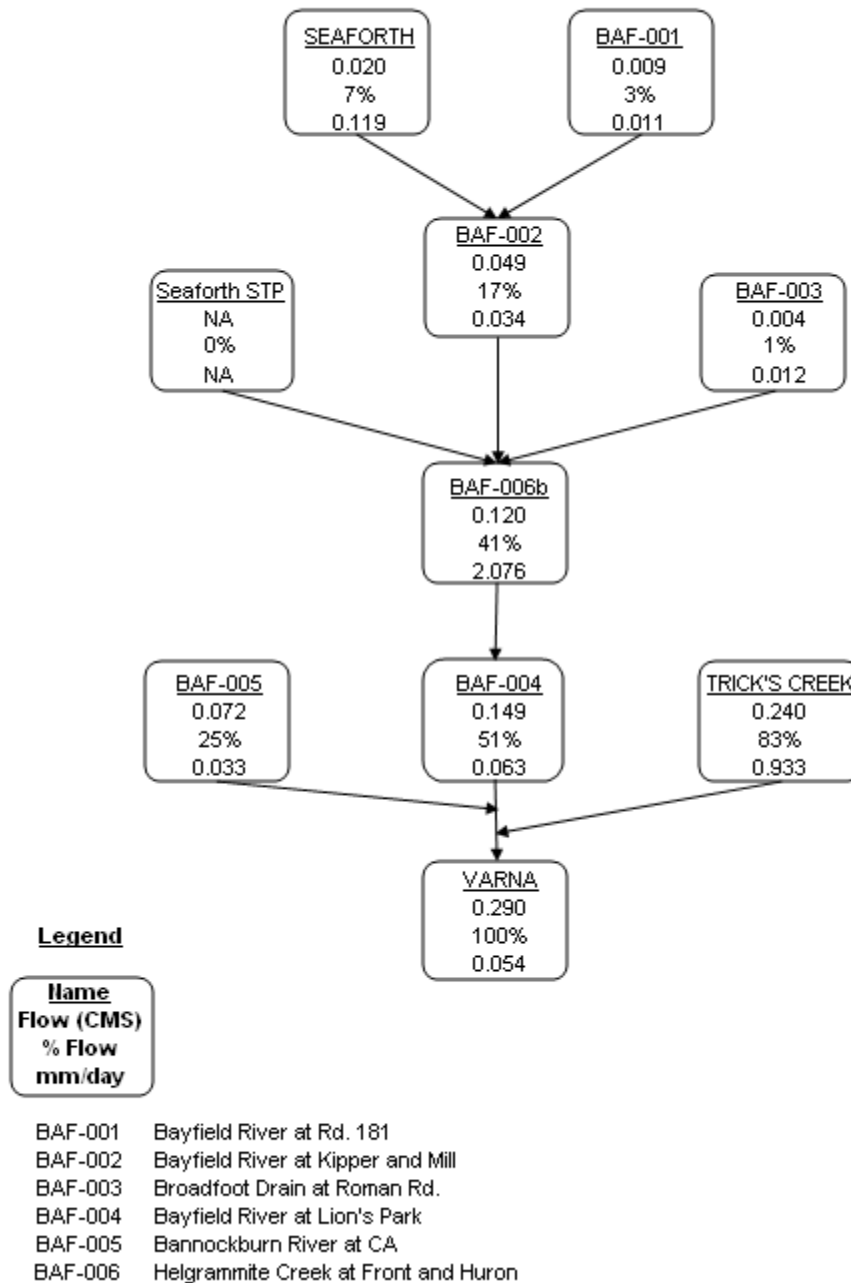 SEAFORTH
0.020
7%
0.119
BAF-001
0.009
3%
0.011
BAF-002
0.049
17%
0.034
Seaforth STP
NA
0%
NA
BAF-003
0.004
1%
0.012
BAF-006b
0.120
41%
2.076
BAF-005
0.072
25%
0.033
BAF-004
0.149
51%
0.063
TRICK'S CREEK
0.240
83%
0.933
VARNA
0.290
100%
0.054
Legend
Name
Flow (CMS)
% Flow
mm/day
BAF-001 Bayfield River at Rd. 181
BAF-002 Bayfield River at Kipper and Mill
BAF-003 Broadfoot Drain at Roman Rd.
BAF-004 Bayfield River at Lion's Park
BAF-005 Bannockburn River at CA
BAF-006 Helgrammite Creek at Front and Huron